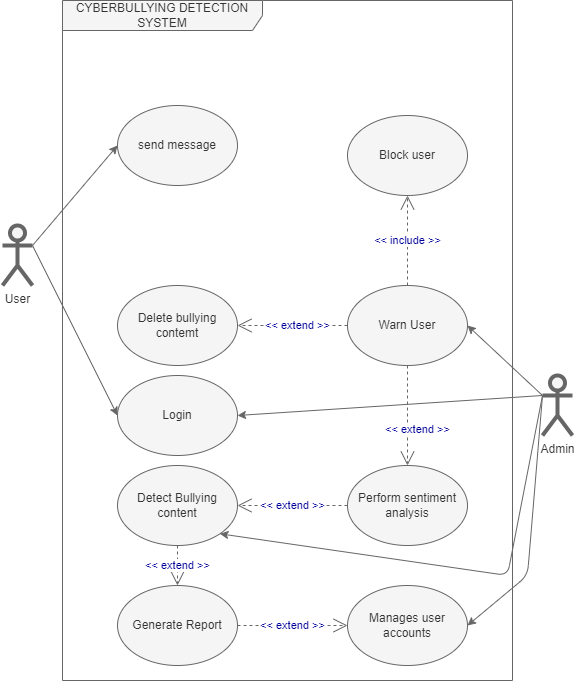 CYBERBULLYING DETECTION
SYSTEM
send message
Block user
<< include >>
User
Delete bullying
contemt
<< extend >>
Warn User
Login
<< extend >>
Admin
Detect Bullying
content
<< extend >>
Perform sentiment
analysis
<< extend >>
Generate Report
<< extend >>
Manages user
accounts